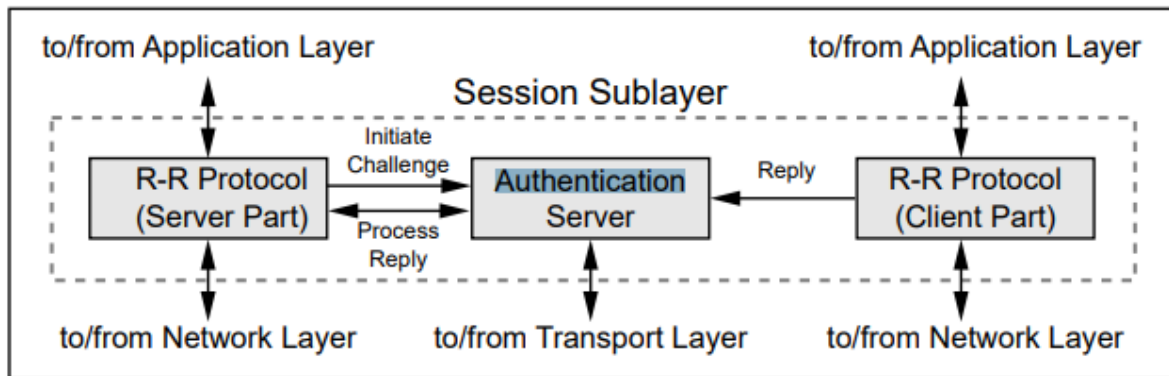 to/from Application Layer
to/from Application Layer
Session Sublayer
R-R Protocol
(Server Part)
Initiate
Challenge
Process
Reply
Authentication
Server
Reply
R-R Protocol
(Client Part)
to/from Network Layer
to/from Transport Layer
to/from Network Layer